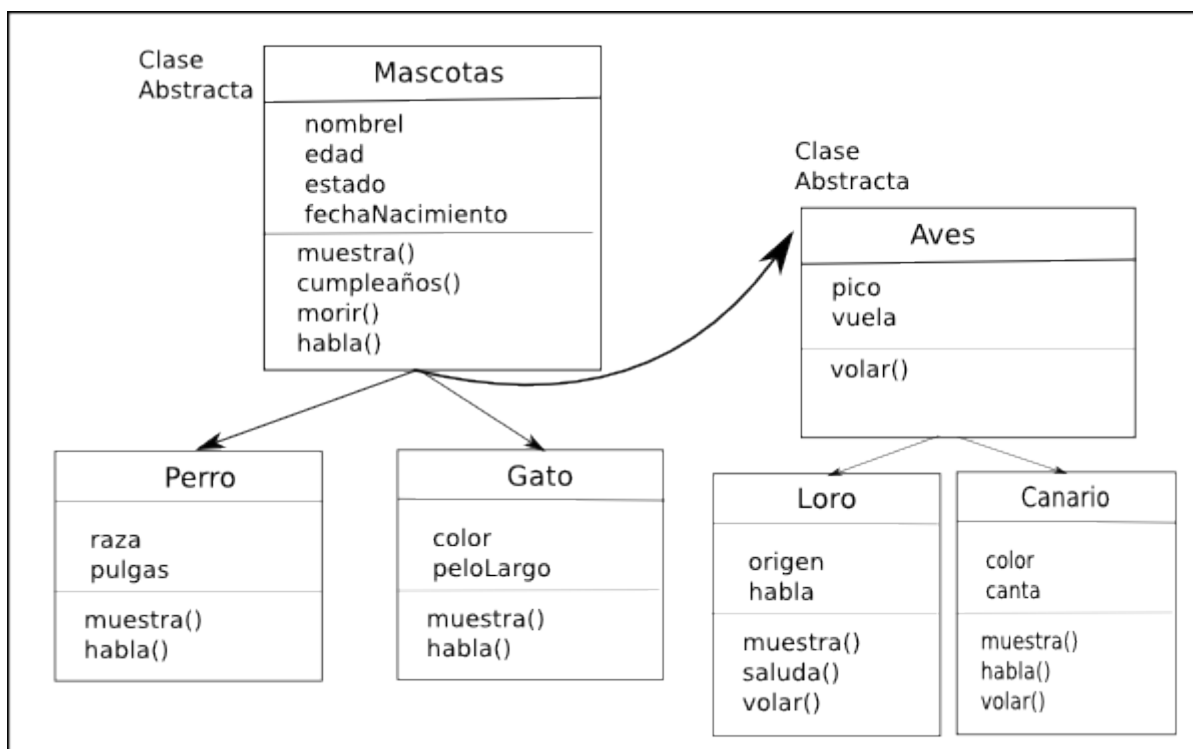 Clase
Abstracta
Mascotas
nombrel
edad
estado
fechaNacimiento
muestra()
cumpleaños()
morir()
habla()
Clase
Abstracta
Aves
pico
vuela
volar()
Perro
raza
pulgas
muestra()
habla()
Gato
color
peloLargo
muestra()
habla()
Loro
origen
habla
muestra()
saluda()
volar()
Canario
color
canta
muestra()
habla()
volar()